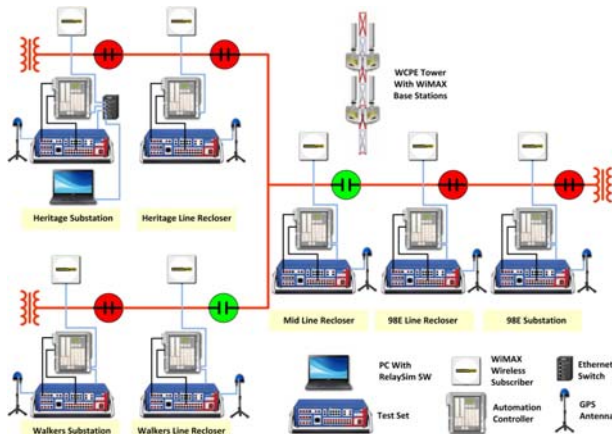 WCPE Tower
With WiMAX
Base Stations
Heritage Substation
Heritage Line Recloser
Mid Line Recloser
98E Line Recloser
98E Substation
Walkers Substation
Walkers Line Recloser
PC With
RelaySim SW
WiMAX
Wireless
Subscriber
Ethernet
Switch
Test Set
Automation
Controller
GPS
Antenna